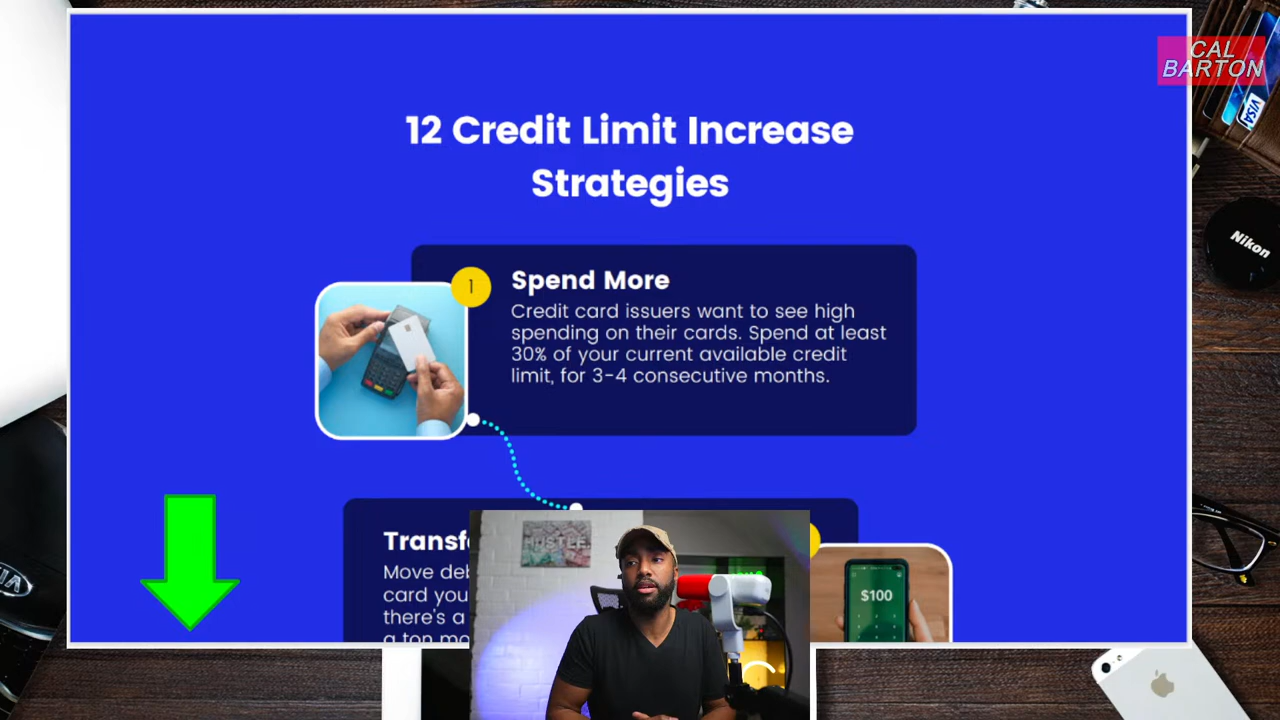 CAL
BARTON
12 Credit Limit Increase
Strategies
1
Spend More
Credit card issuers want to see high
spending on their cards. Spend at least
30% of your current available credit
limit, for 3-4 consecutive months.
Move
card you
there's a
$100
HUSTLE.
VISA
Nikon